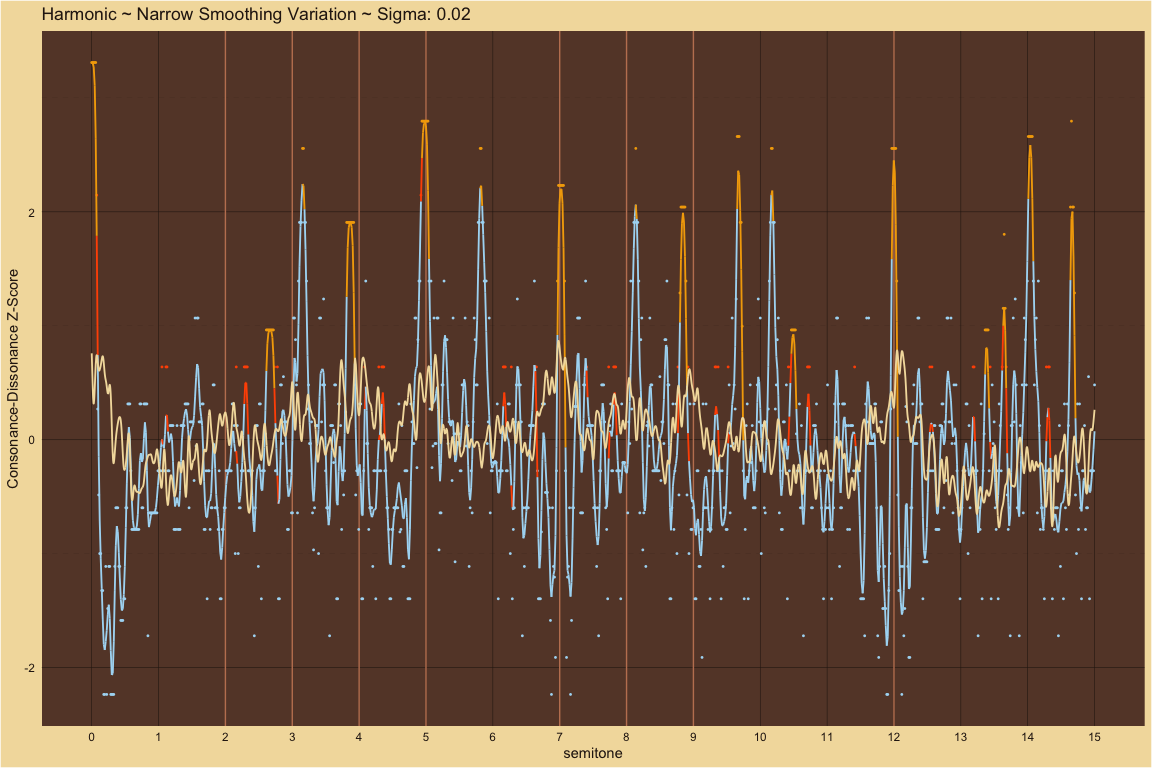 Harmonic ~ Narrow Smoothing Variation ~ Sigma: 0.02
Consonance-Dissonance Z-Score
2
0
-2
0 1 2 3 4 5 6 7 8 9 10 11 12 13 14 15
semitone